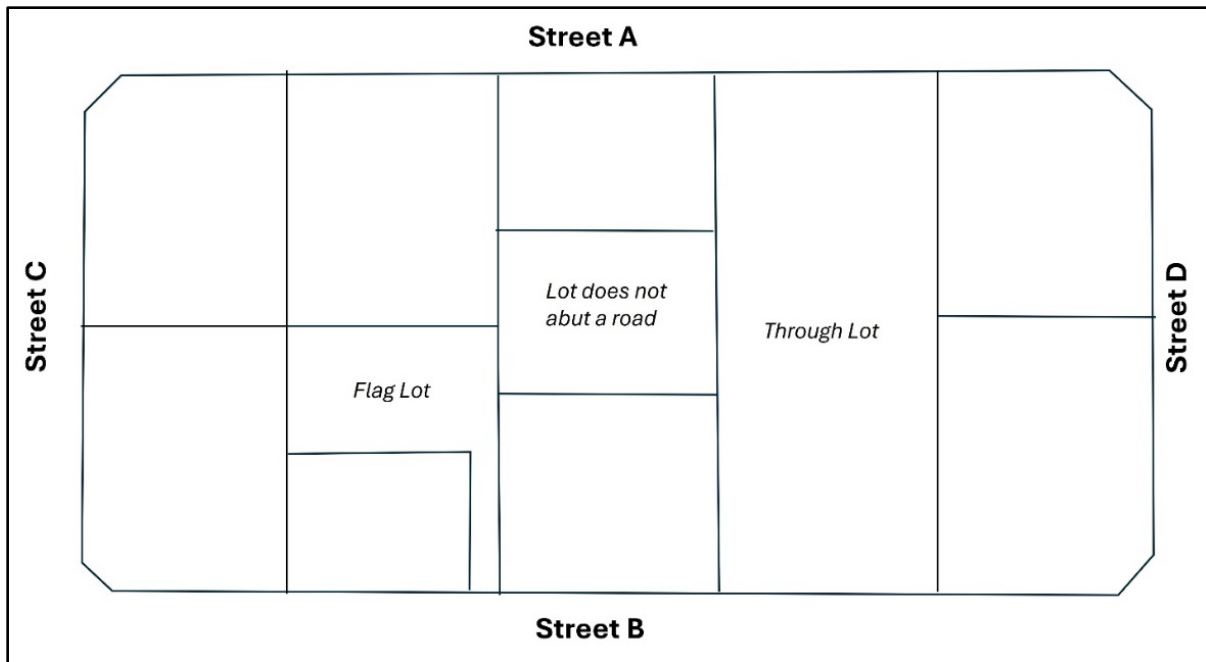 Street A
Street C
Lot does not
abut a road
Through Lot
Street D
Flag Lot
Street B